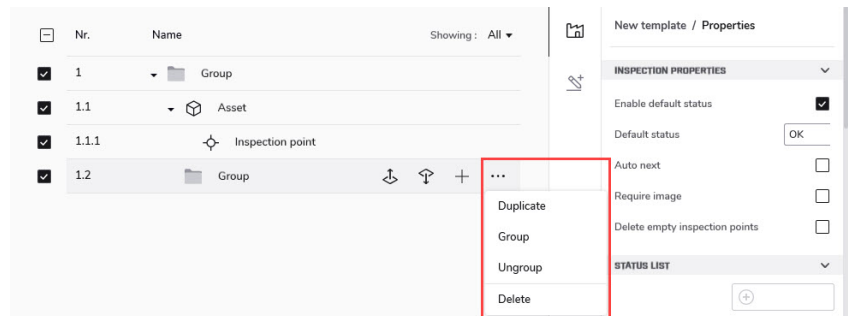 Nr. Name Showing : All
New template / Properties
1 Group
INSPECTION PROPERTIES
1.1 Asset
Enable default status
1.1.1 Inspection point
Default status OK
1.2 Group
Auto next
Require image
Delete empty inspection points
Duplicate
Group
Ungroup
Delete
STATUS LIST